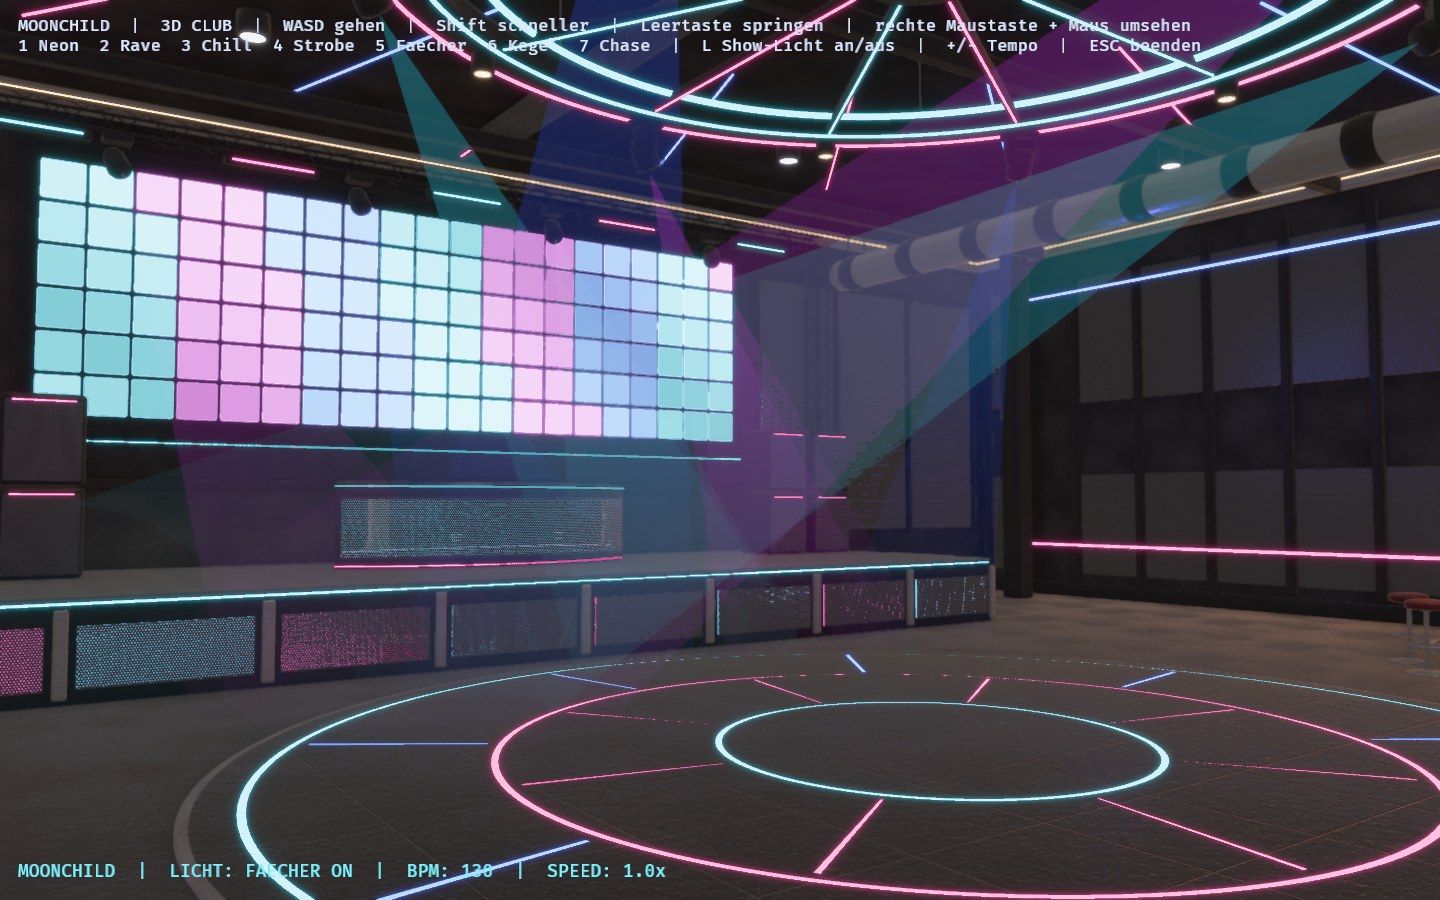 MOONCHILD | 3D CLUB | WASD gehen | Shift schneller | Leertaste springen | rechte Maustaste + Maus umsehen
1 Neon 2 Rave 3 Chill 4 Strobe 5 Faecher 6 Kegel 7 Chase | L Show-Licht an/aus | +/- Tempo | ESC beenden
MOONCHILD | LICHT: FAECHER ON | BPM: 130 | SPEED: 1.0x